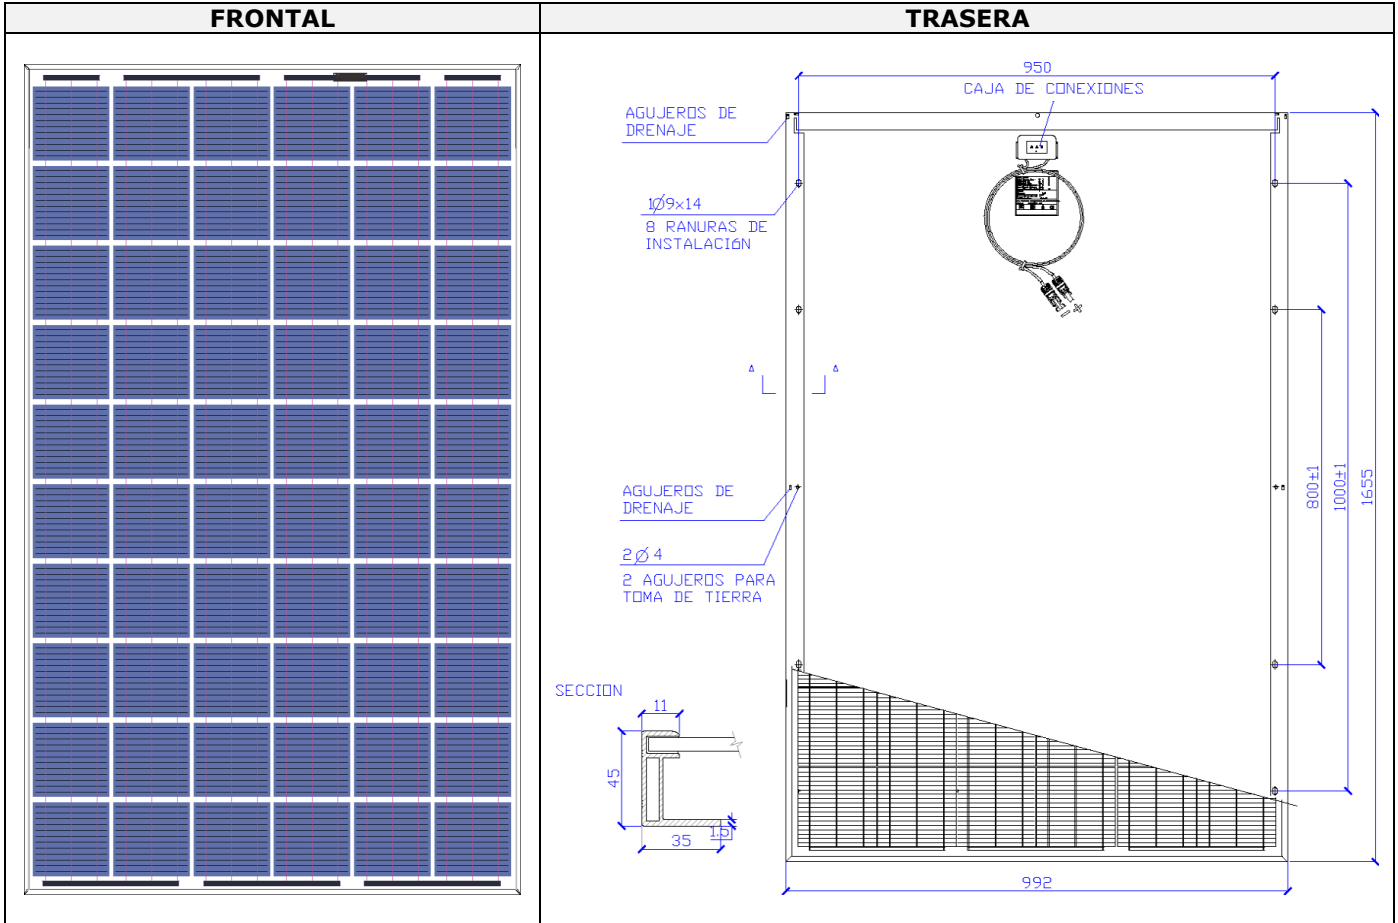 FRONTAL
TRASERA
950
CAJA DE CONEXIONES
AGUJEROS DE
DRENAJE
1Ø9x14
8 RANURAS DE
INSTALACIóN
AGUJEROS DE
DRENAJE
2Ø4
2 AGUJEROS PARA
TOMA DE TIERRA
800±1
1000±1
1655
SECCION
11
45
35
1.5
992